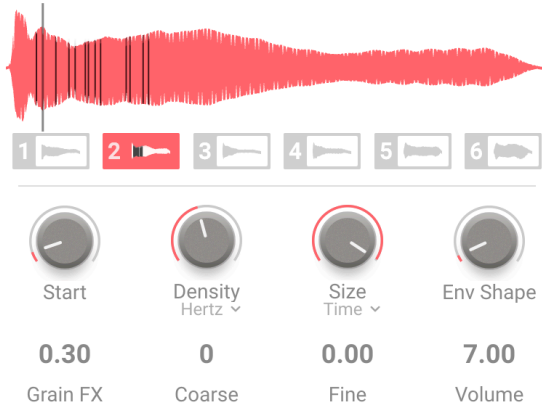 1 2 3 4 5 6
Start Density Size Env Shape
Hertz Time
0.30 0 0.00 7.00
Grain FX Coarse Fine Volume